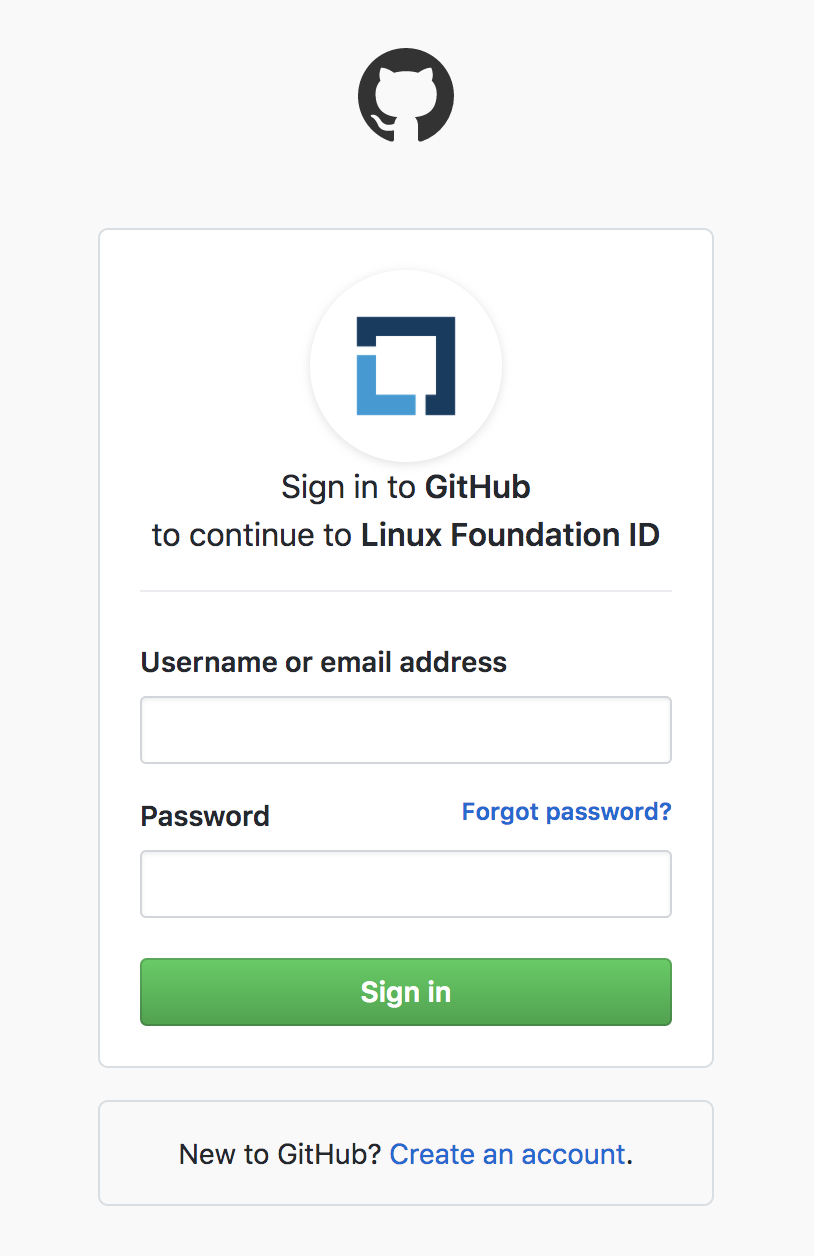 Sign in to GitHub
to continue to Linux Foundation ID
Username or email address
Password
Forgot password?
Sign in
New to GitHub? Create an account.